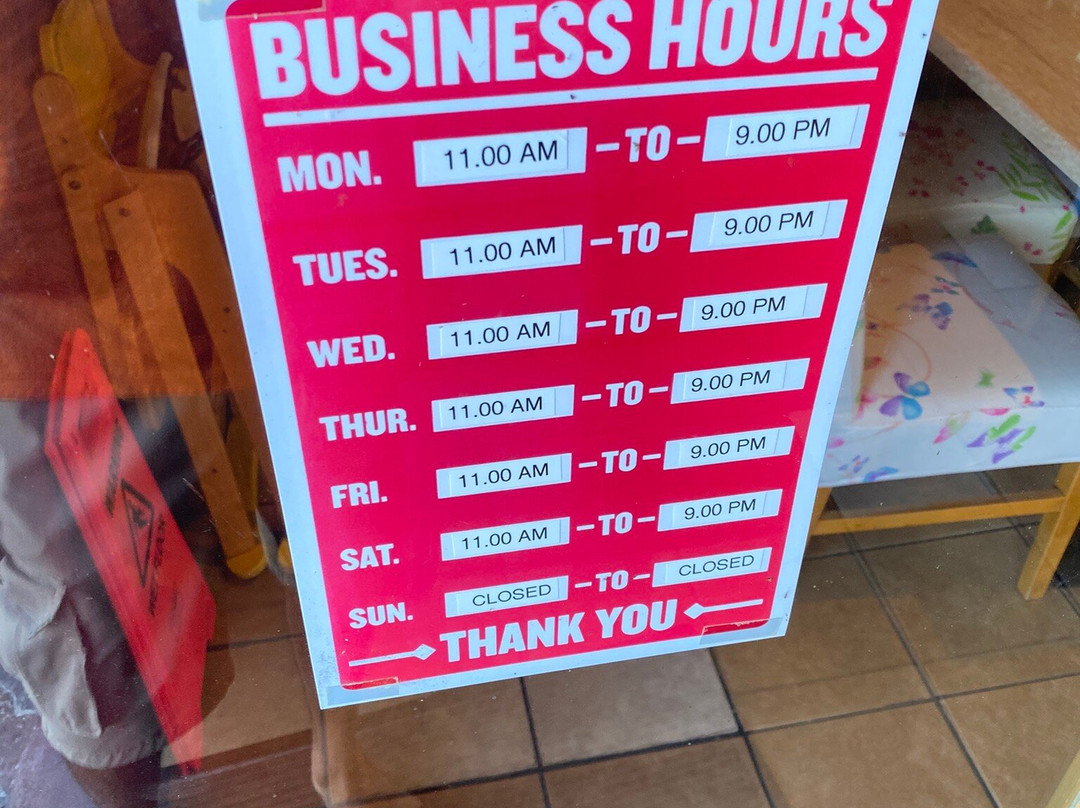 BUSINESS HOURS
MON. 11.00 AM – TO – 9.00 PM
TUES. 11.00 AM – TO – 9.00 PM
WED. 11.00 AM – TO – 9.00 PM
THUR. 11.00 AM – TO – 9.00 PM
FRI. 11.00 AM – TO – 9.00 PM
SAT. 11.00 AM – TO – 9.00 PM
SUN. CLOSED – TO – CLOSED
THANK YOU